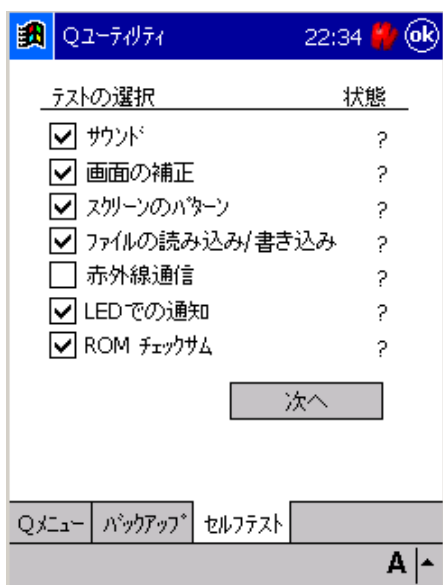 Qユーティリティ 22:34 ok
テストの選択 状態
サウンド ?
画面の補正 ?
スクリーンのパターン ?
ファイルの読み込み/書き込み ?
赤外線通信 ?
LEDでの通知 ?
ROM チェックサム ?
次へ
Qメニュー バックアップ セルフテスト
A